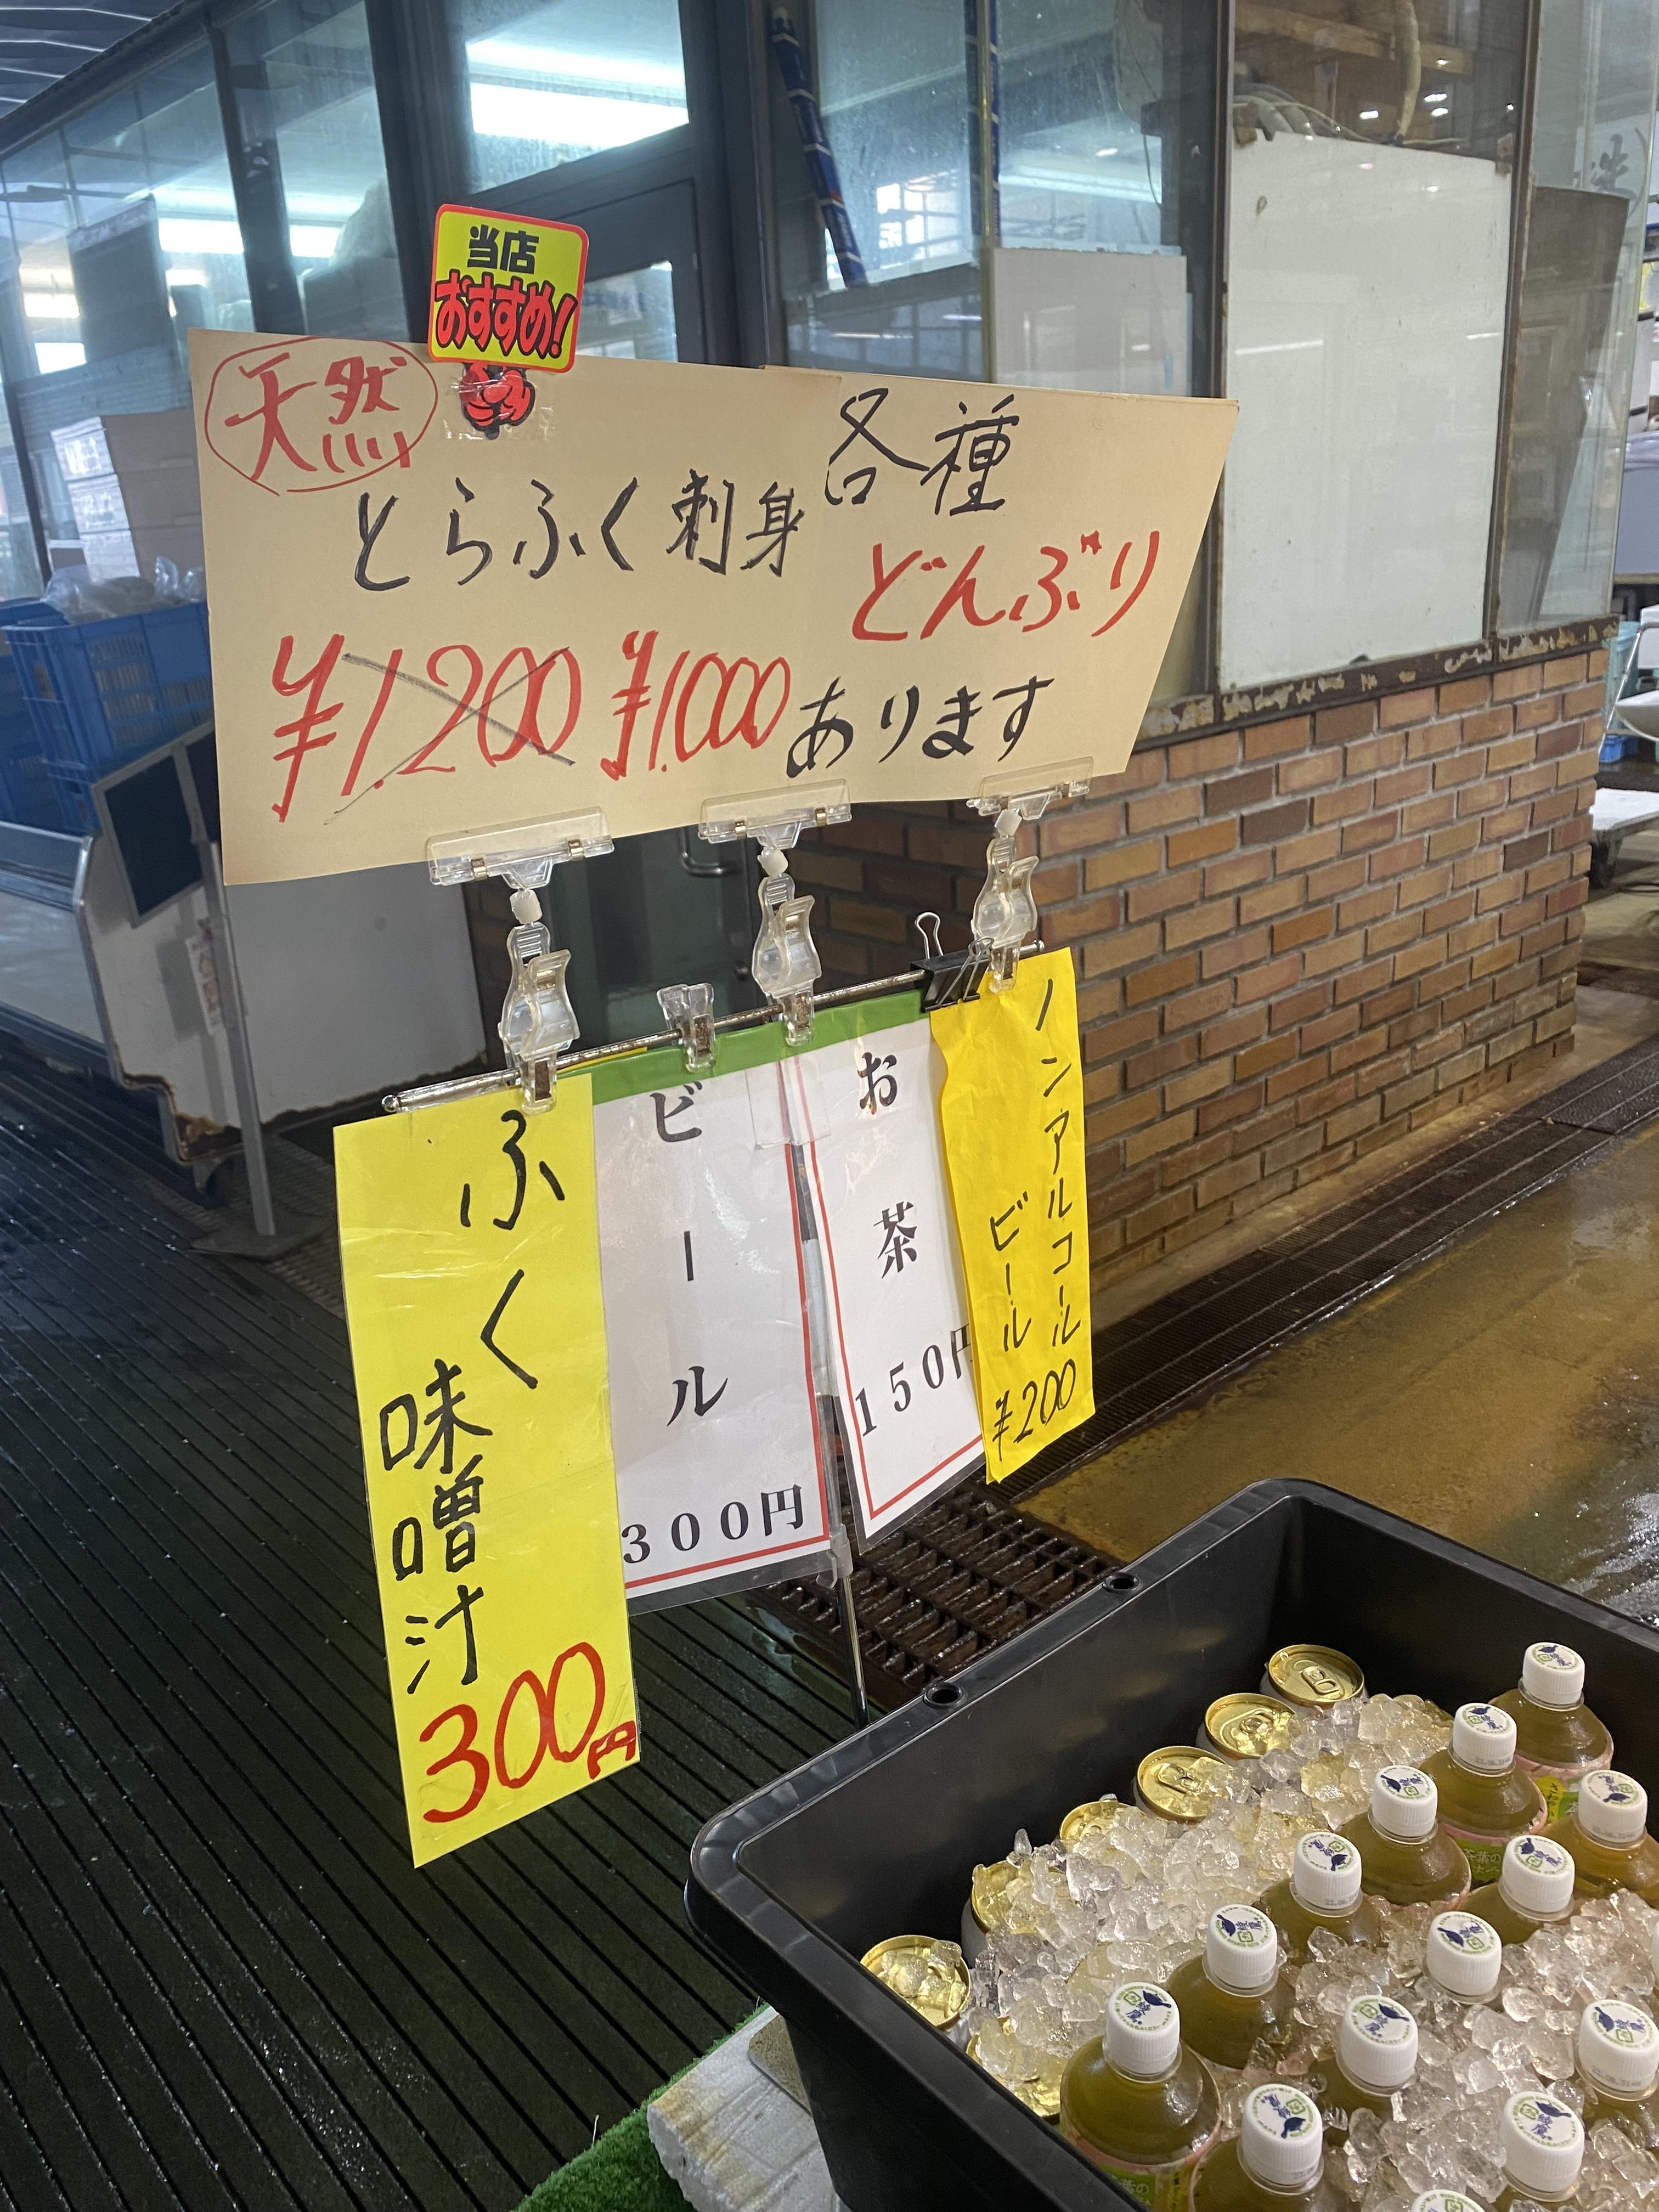 当店
おすすめ!
天然
とらふく刺身
¥1,200 ¥1,000
各種
どんぶり
あります
ふく
味噌汁
300円
ビール
300円
お茶
150円
ノンアルコール
ビール
¥200
綾鷹